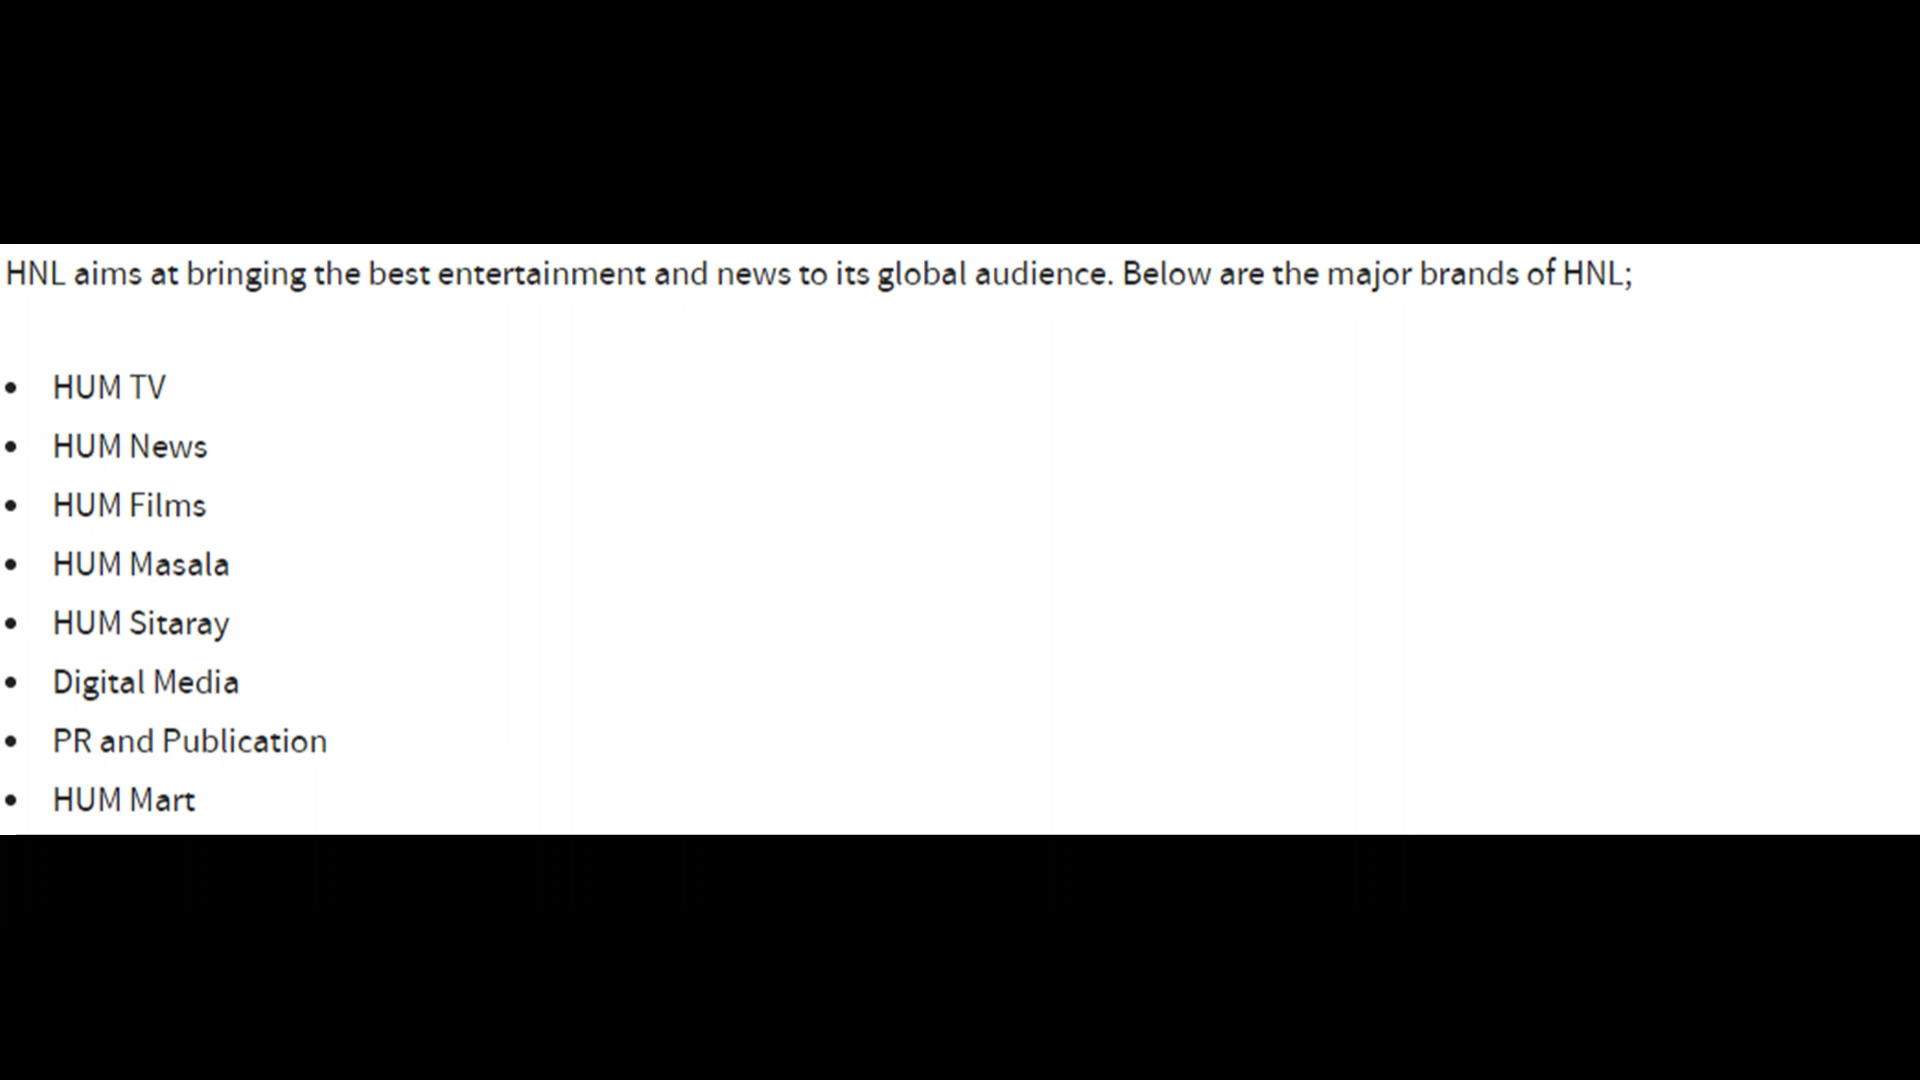 HNL aims at bringing the best entertainment and news to its global audience. Below are the major brands of HNL;
• HUM TV
• HUM News
• HUM Films
• HUM Masala
• HUM Sitaray
• Digital Media
• PR and Publication
• HUM Mart